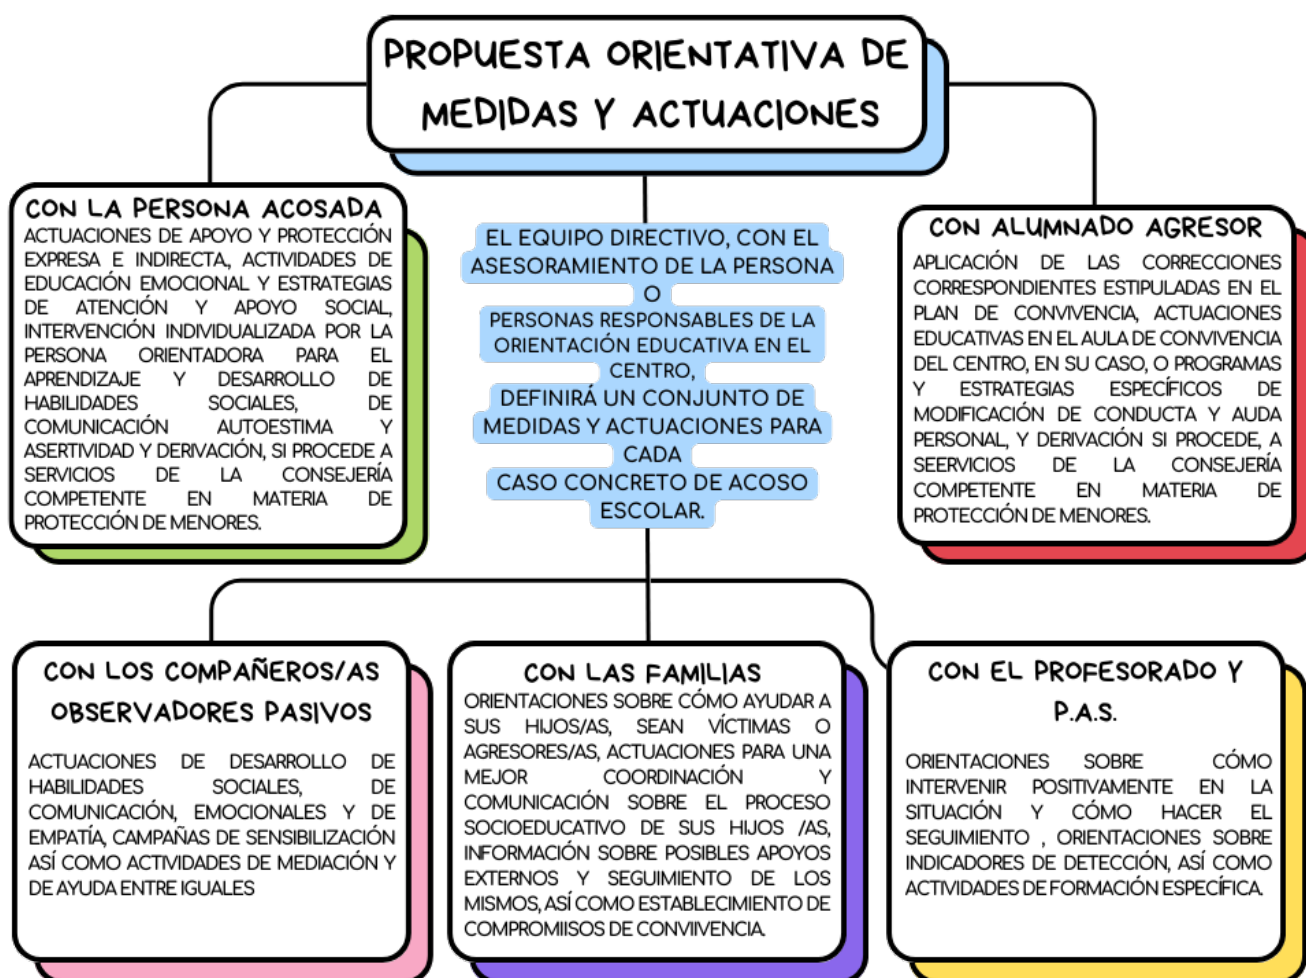 PROPUESTA ORIENTATIVA DE
MEDIDAS Y ACTUACIONES
CON LA PERSONA ACOSADA
ACTUACIONES DE APOYO Y PROTECCIÓN
EXPRESA E INDIRECTA, ACTIVIDADES DE
EDUCACIÓN EMOCIONAL Y ESTRATEGIAS
DE ATENCIÓN Y APOYO SOCIAL,
INTERVENCIÓN INDIVIDUALIZADA POR LA
PERSONA ORIENTADORA PARA EL
APRENDIZAJE Y DESARROLLO DE
HABILIDADES SOCIALES, DE
COMUNICACIÓN AUTOESTIMA Y
ASERTIVIDAD Y DERIVACIÓN, SI PROCEDE A
SERVICIOS DE LA CONSEJERÍA
COMPETENTE EN MATERIA DE
PROTECCIÓN DE MENORES.
EL EQUIPO DIRECTIVO, CON EL
ASESORAMIENTO DE LA PERSONA
O
PERSONAS RESPONSABLES DE LA
ORIENTACIÓN EDUCATIVA EN EL
CENTRO,
DEFINIRÁ UN CONJUNTO DE
MEDIDAS Y ACTUACIONES PARA
CADA
CASO CONCRETO DE ACOSO
ESCOLAR.
CON ALUMNADO AGRESOR
APLICACIÓN DE LAS CORRECCIONES
CORRESPONDIENTES ESTIPULADAS EN EL
PLAN DE CONVIVENCIA, ACTUACIONES
EDUCATIVAS EN EL AULA DE CONVIVENCIA
DEL CENTRO, EN SU CASO, O PROGRAMAS
Y ESTRATEGIAS ESPECÍFICOS DE
MODIFICACIÓN DE CONDUCTA Y AUDA
PERSONAL, Y DERIVACIÓN SI PROCEDE, A
SEERVICIOS DE LA CONSEJERÍA
COMPETENTE EN MATERIA DE
PROTECCIÓN DE MENORES.
CON LOS COMPAÑEROS/AS
OBSERVADORES PASIVOS
ACTUACIONES DE DESARROLLO DE
HABILIDADES SOCIALES, DE
COMUNICACIÓN, EMOCIONALES Y DE
EMPATÍA, CAMPAÑAS DE SENSIBILIZACIÓN
ASÍ COMO ACTIVIDADES DE MEDIACIÓN Y
DE AYUDA ENTRE IGUALES
CON LAS FAMILIAS
ORIENTACIONES SOBRE CÓMO AYUDAR A
SUS HIJOS/AS, SEAN VÍCTIMAS O
AGRESORES/AS, ACTUACIONES PARA UNA
MEJOR COORDINACIÓN Y
COMUNICACIÓN SOBRE EL PROCESO
SOCIOEDUCATIVO DE SUS HIJOS /AS,
INFORMACIÓN SOBRE POSIBLES APOYOS
EXTERNOS Y SEGUIMIENTO DE LOS
MISMOS, ASÍ COMO ESTABLECIMIENTO DE
COMPROMIISOS DE CONVIIVENCIA.
CON EL PROFESORADO Y
P.A.S.
ORIENTACIONES SOBRE CÓMO
INTERVENIR POSITIVAMENTE EN LA
SITUACIÓN Y CÓMO HACER EL
SEGUIMIENTO , ORIENTACIONES SOBRE
INDICADORES DE DETECCIÓN, ASÍ COMO
ACTIVIDADES DE FORMACIÓN ESPECÍFICA.